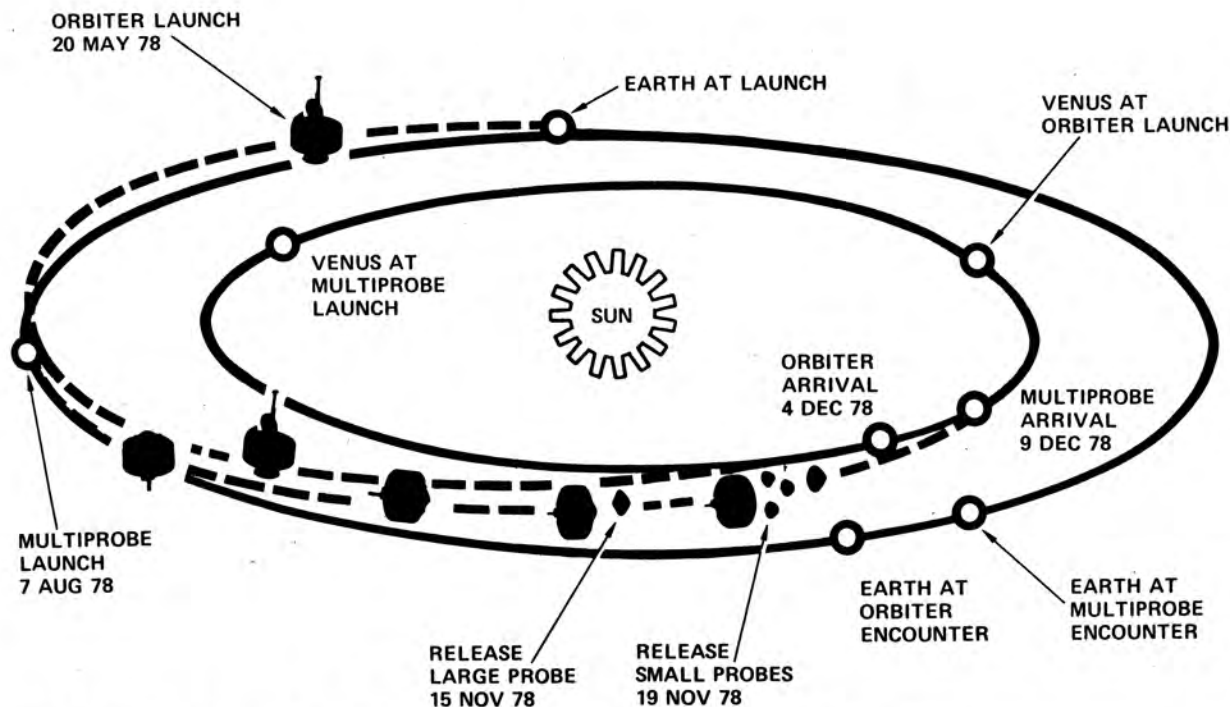 ORBITER LAUNCH
20 MAY 78
EARTH AT LAUNCH
VENUS AT
ORBITER LAUNCH
VENUS AT
MULTIPROBE
LAUNCH
SUN
ORBITER
ARRIVAL
4 DEC 78
MULTIPROBE
ARRIVAL
9 DEC 78
MULTIPROBE
LAUNCH
7 AUG 78
RELEASE
LARGE PROBE
15 NOV 78
RELEASE
SMALL PROBES
19 NOV 78
EARTH AT
ORBITER
ENCOUNTER
EARTH AT
MULTIPROBE
ENCOUNTER